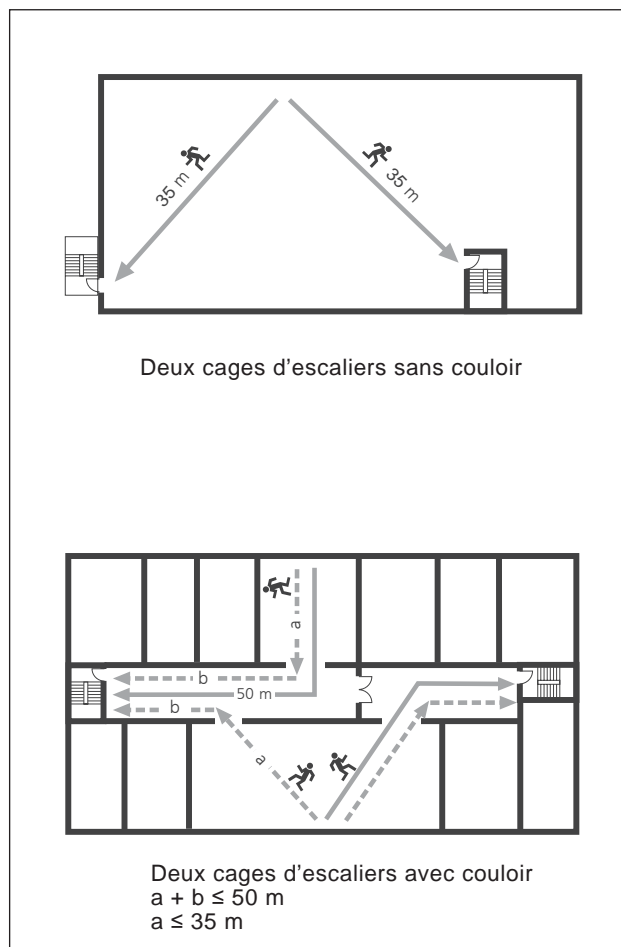 35 m
35 m
Deux cages d'escaliers sans couloir
a
b
50 m
b
a
Deux cages d'escaliers avec couloir
a + b ≤ 50 m
a ≤ 35 m